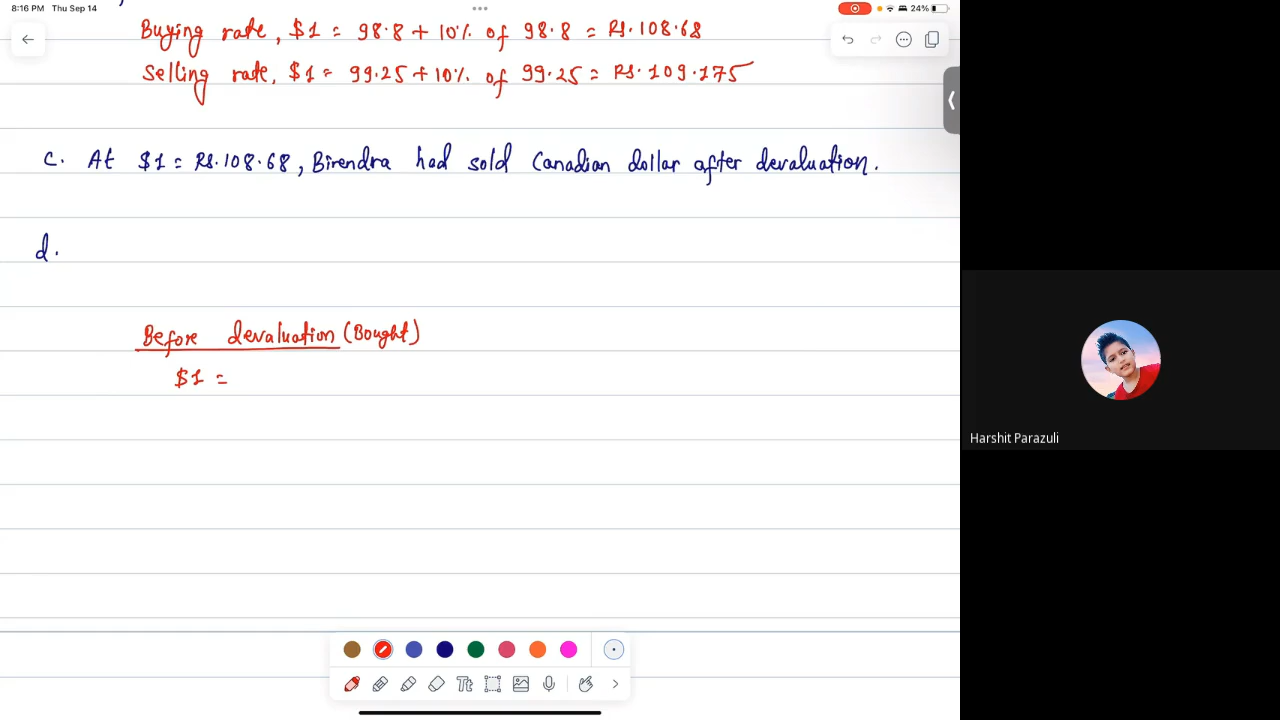 8:16 PM Thu Sep 14
24%
Buying rate, $1 = 98.8 + 10% of 98.8 = Rs.108.68
Selling rate, $1 = 99.25 + 10% of 99.25 = Rs.109.175
c. At $1 = Rs.108.68, Birendra had sold Canadian dollar after devaluation.
d.
Before devaluation (Bought)
$1 =
Tt
Harshit Parazuli